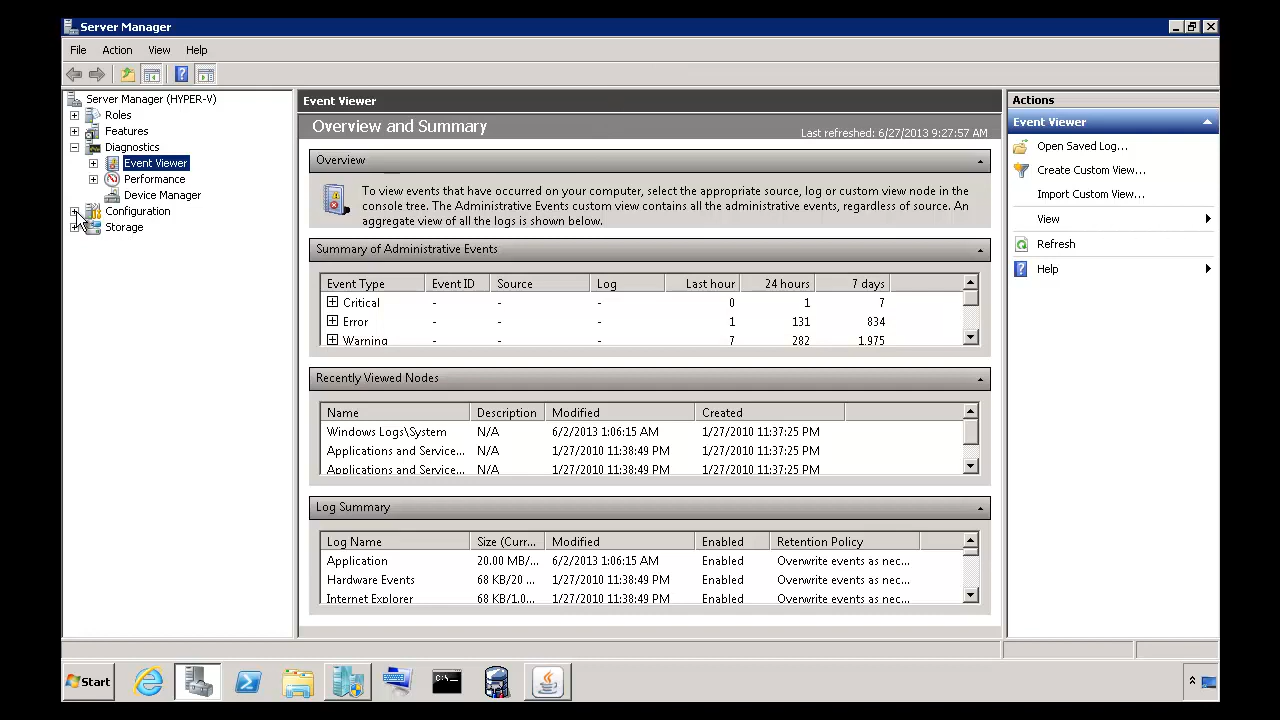 Server Manager
File Action View Help
Server Manager (HYPER-V)
Roles
Features
Diagnostics
Event Viewer
Performance
Device Manager
Configuration
Storage
Event Viewer
Overview and Summary
Last refreshed: 6/27/2013 9:27:57 AM
Overview
To view events that have occurred on your computer, select the appropriate source, log or custom view node in the
console tree. The Administrative Events custom view contains all the administrative events, regardless of source. An
aggregate view of all the logs is shown below.
Summary of Administrative Events
Event Type Event ID Source Log Last hour 24 hours 7 days
Critical - - - 0 1 7
Error - - - 1 131 834
Warning - - - 7 282 1,975
Recently Viewed Nodes
Name Description Modified Created
Windows Logs\System N/A 6/2/2013 1:06:15 AM 1/27/2010 11:37:25 PM
Applications and Service... N/A 1/27/2010 11:38:49 PM 1/27/2010 11:37:25 PM
Applications and Service... N/A 1/27/2010 11:38:49 PM 1/27/2010 11:37:25 PM
Log Summary
Log Name Size (Curr... Modified Enabled Retention Policy
Application 20.00 MB/... 6/2/2013 1:06:15 AM Enabled Overwrite events as nec...
Hardware Events 68 KB/20 ... 1/27/2010 11:38:49 PM Enabled Overwrite events as nec...
Internet Explorer 68 KB/1.0... 1/27/2010 11:38:49 PM Enabled Overwrite events as nec...
Actions
Event Viewer
Open Saved Log...
Create Custom View...
Import Custom View...
View
Refresh
Help
Start
C:\_